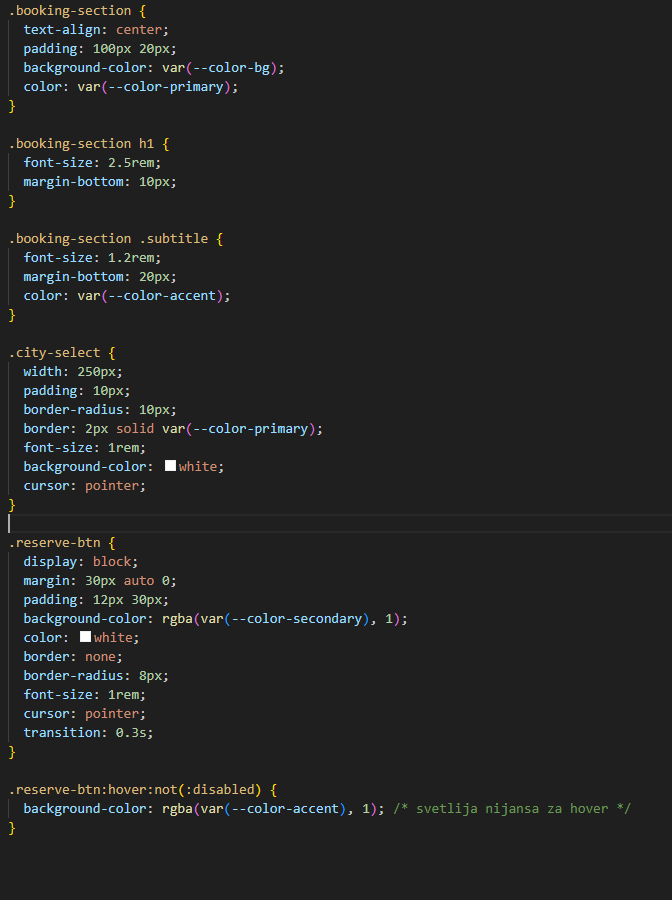 .booking-section {
  text-align: center;
  padding: 100px 20px;
  background-color: var(--color-bg);
  color: var(--color-primary);
}

.booking-section h1 {
  font-size: 2.5rem;
  margin-bottom: 10px;
}

.booking-section .subtitle {
  font-size: 1.2rem;
  margin-bottom: 20px;
  color: var(--color-accent);
}

.city-select {
  width: 250px;
  padding: 10px;
  border-radius: 10px;
  border: 2px solid var(--color-primary);
  font-size: 1rem;
  background-color: white;
  cursor: pointer;
}

.reserve-btn {
  display: block;
  margin: 30px auto 0;
  padding: 12px 30px;
  background-color: rgba(var(--color-secondary), 1);
  color: white;
  border: none;
  border-radius: 8px;
  font-size: 1rem;
  cursor: pointer;
  transition: 0.3s;
}

.reserve-btn:hover:not(:disabled) {
  background-color: rgba(var(--color-accent), 1); /* svetlija nijansa za hover */
}